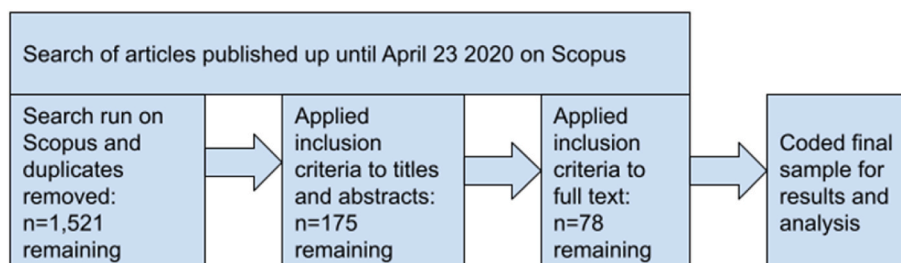 Search of articles published up until April 23 2020 on Scopus
Search run on
Scopus and
duplicates
removed:
n=1,521
remaining
Applied
inclusion
criteria to titles
and abstracts:
n=175
remaining
Applied
inclusion
criteria to
full text:
n=78
remaining
Coded final
sample for
results and
analysis